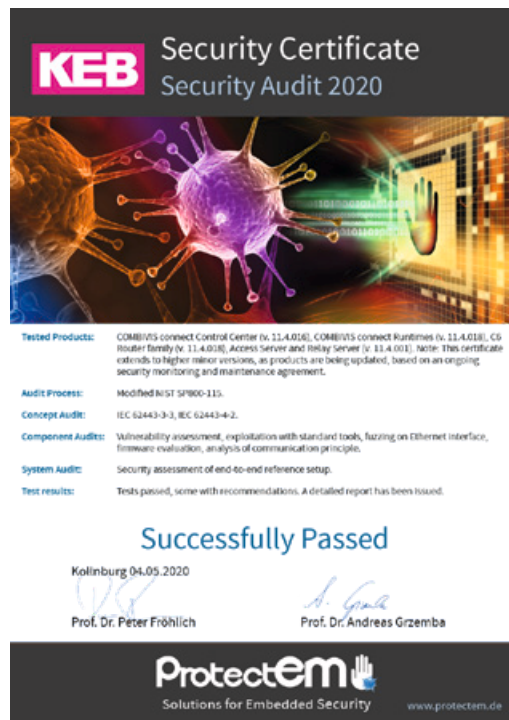 KEB
Security Certificate
Security Audit 2020
Tested Products: COMBIVIS connect Control Center (v. 11.4.016), COMBIVIS connect Runtimes (v. 11.4.018), C6
Router family (v. 11.4.018), Access Server and Relay Server (v. 11.4.001). Note: This certificate
extends to higher minor versions, as products are being updated, based on an ongoing
security monitoring and maintenance agreement.
Audit Process: Modified NIST SP800-115.
Concept Audit: IEC 62443-3-3, IEC 62443-4-2.
Component Audits: Vulnerability assessment, exploitation with standard tools, fuzzing on Ethernet interface,
firmware evaluation, analysis of communication principle.
System Audit: Security assessment of end-to-end reference setup.
Test results: Tests passed, some with recommendations. A detailed report has been issued.
Successfully Passed
Kollnburg 04.05.2020
Prof. Dr. Peter Fröhlich Prof. Dr. Andreas Grzemba
Protectem
Solutions for Embedded Security www.protectem.de